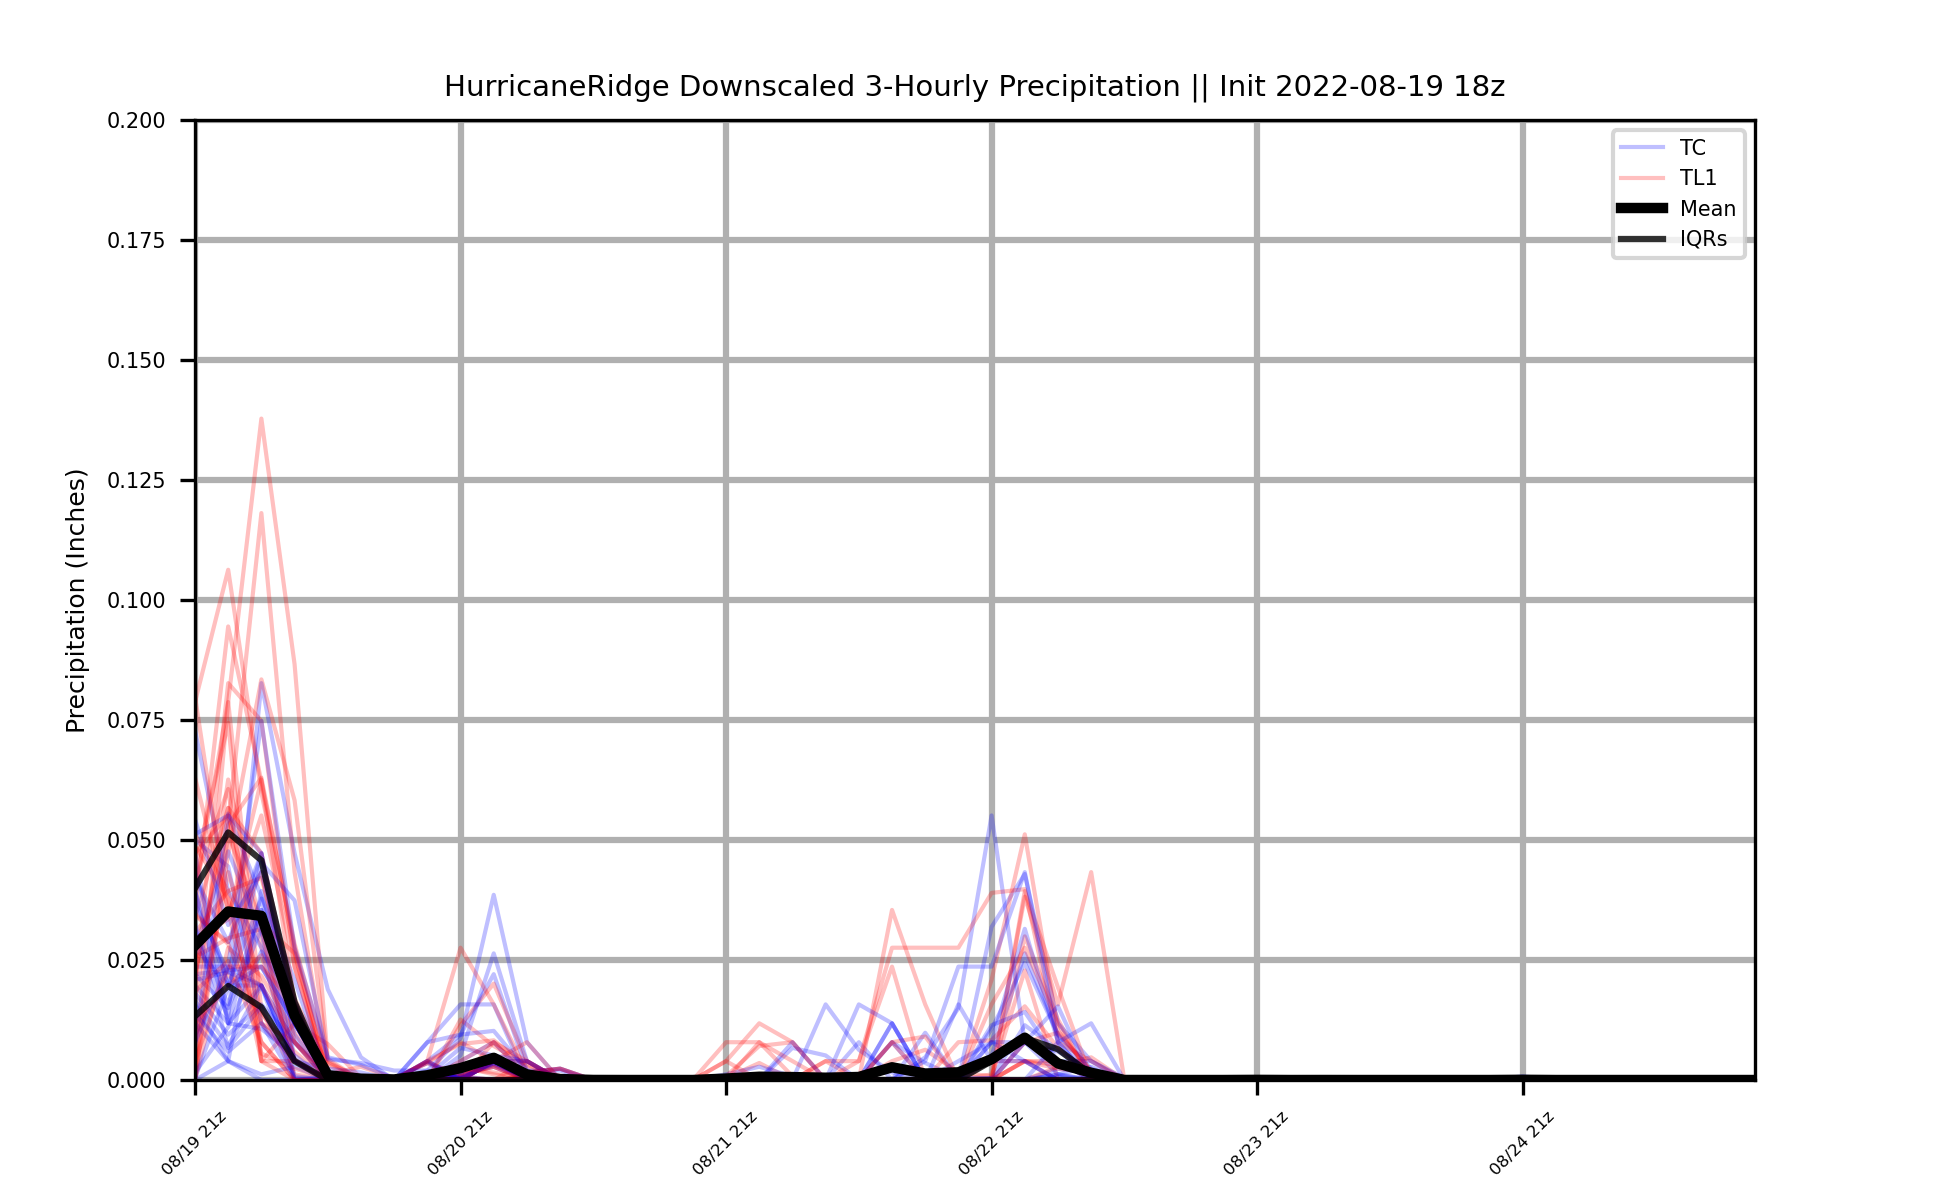 HurricaneRidge Downscaled 3-Hourly Precipitation || Init 2022-08-19 18z
0.200
0.175
0.150
0.125
0.100
0.075
0.050
0.025
0.000
Precipitation (Inches)
TC
TL1
Mean
IQRs
08/19 21z
08/20 21z
08/21 21z
08/22 21z
08/23 21z
08/24 21z